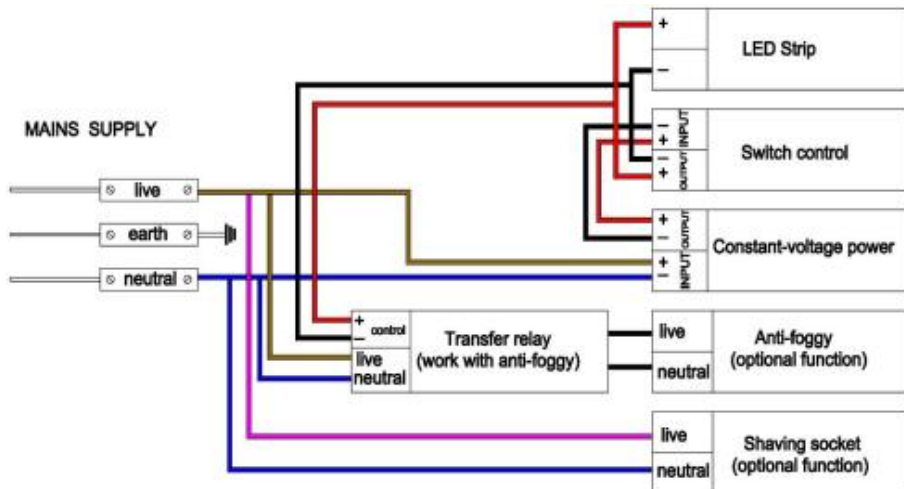 MAINS SUPPLY
live
earth
neutral
+
−
LED Strip
−
+
INPUT
−
+
OUTPUT
Switch control
+
−
OUTPUT
+
−
INPUT
Constant-voltage power
+
−
control
live
neutral
Transfer relay
(work with anti-foggy)
live
neutral
Anti-foggy
(optional function)
live
neutral
Shaving socket
(optional function)